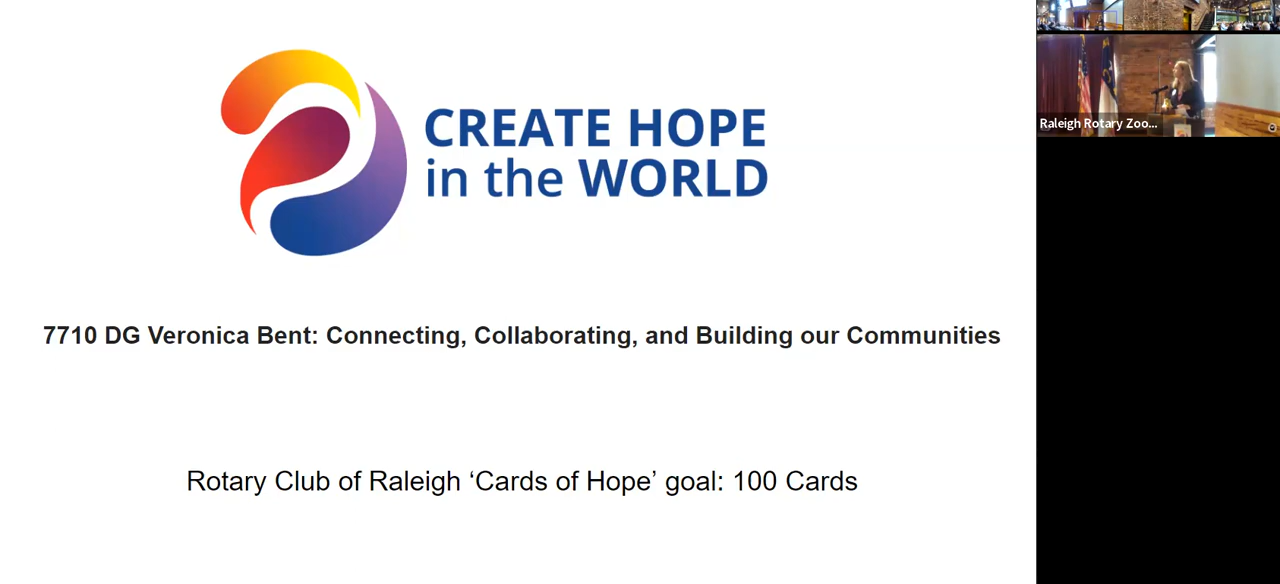 CREATE HOPE
in the WORLD
7710 DG Veronica Bent: Connecting, Collaborating, and Building our Communities
Rotary Club of Raleigh ‘Cards of Hope’ goal: 100 Cards
Raleigh Rotary Zoo...